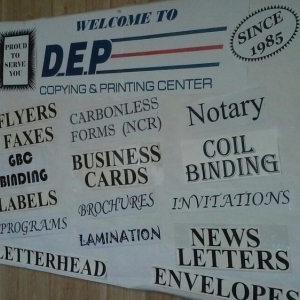 PROUD
TO
SERVE
YOU
WELCOME TO
SINCE
1985
D.E.P
COPYING & PRINTING CENTER
FLYERS
FAXES
GBC
BINDING
LABELS
PROGRAMS
LETTERHEAD
CARBONLESS
FORMS (NCR)
BUSINESS
CARDS
BROCHURES
LAMINATION
Notary
COIL
BINDING
INVITATIONS
NEWS
LETTERS
ENVELOPES